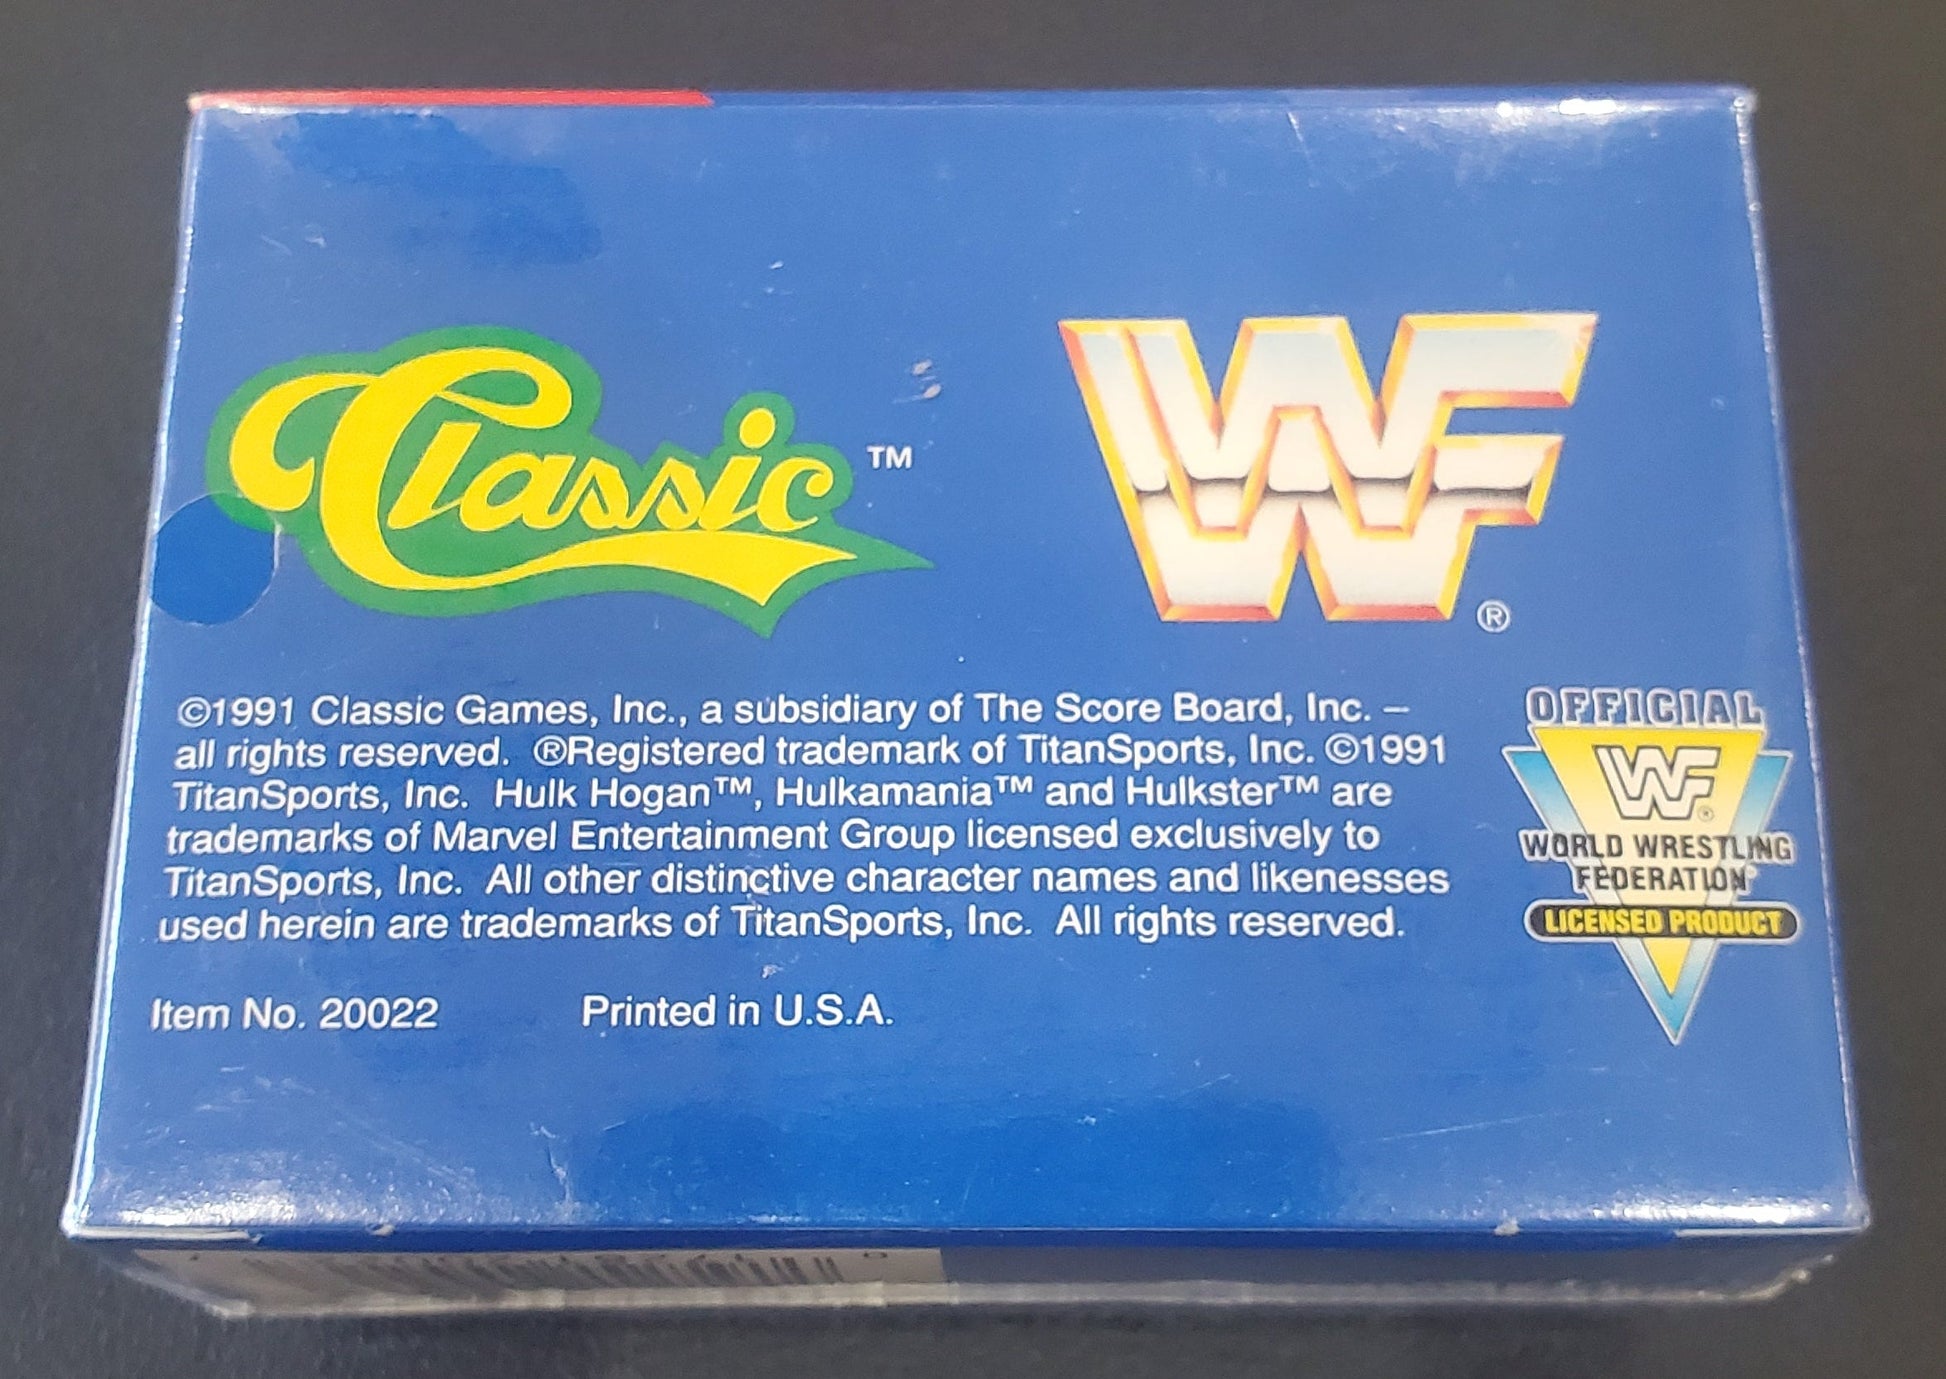 Classic™
WF®
©1991 Classic Games, Inc., a subsidiary of The Score Board, Inc. –
all rights reserved. ®Registered trademark of TitanSports, Inc. ©1991
TitanSports, Inc. Hulk Hogan™, Hulkamania™ and Hulkster™ are
trademarks of Marvel Entertainment Group licensed exclusively to
TitanSports, Inc. All other distinctive character names and likenesses
used herein are trademarks of TitanSports, Inc. All rights reserved.
Item No. 20022 Printed in U.S.A.
OFFICIAL
WF®
WORLD WRESTLING
FEDERATION
LICENSED PRODUCT